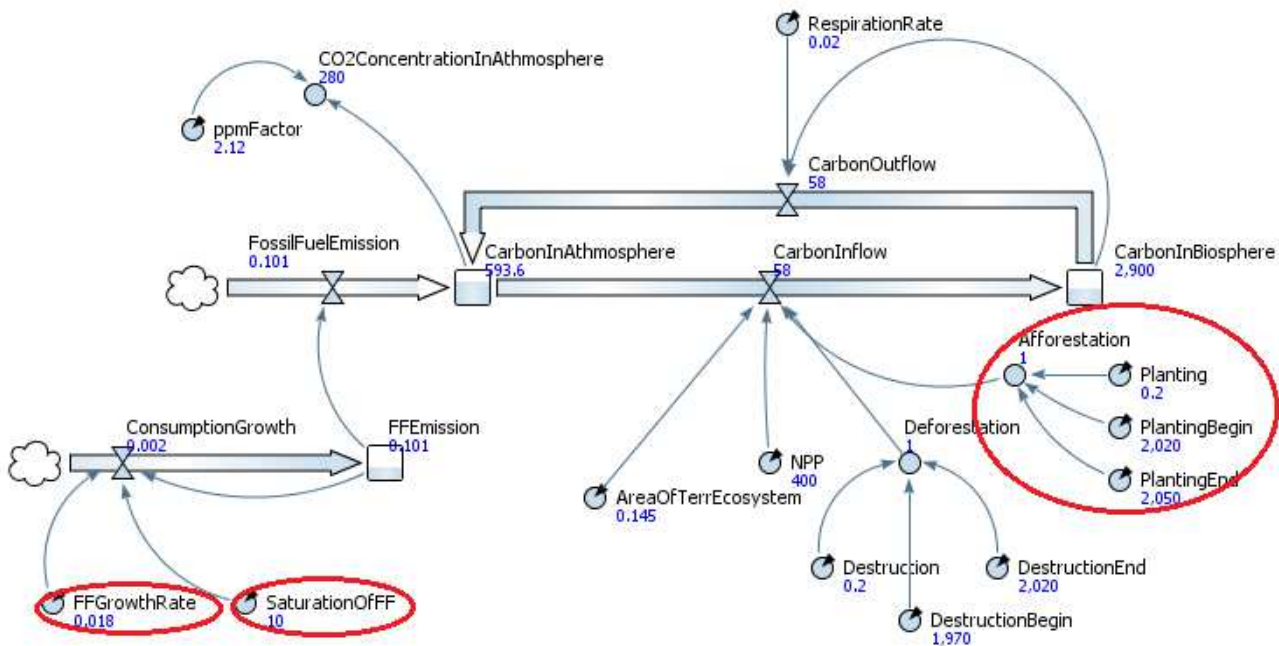 RespirationRate
0.02
CO2ConcentrationInAthmosphere
280
ppmFactor
2.12
CarbonOutflow
58
FossilFuelEmission
0.101
CarbonInAthmosphere
593.6
CarbonInflow
58
CarbonInBiosphere
2,900
Afforestation
1
Planting
0.2
PlantingBegin
2,020
PlantingEnd
2,050
ConsumptionGrowth
0.002
FFEmission
0.101
Deforestation
1
NPP
400
AreaOfTerrEcosystem
0.145
Destruction
0.2
DestructionEnd
2,020
DestructionBegin
1,970
FFGrowthRate
0.018
SaturationOfFF
10